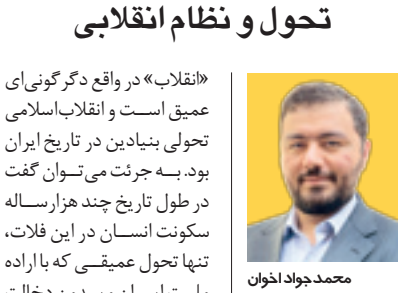 تحول و نظام انقلابی
«انقلاب» در واقع دگرگونی‌ای
عمیق است و انقلاب‌اسلامی
تحولی بنیادین در تاریخ ایران
بود. به جرئت می‌توان گفت
در طول تاریخ چند هزارساله
سکونت انسان در این فلات،
تنها تحول عمیقی که با اراده
محمدجواد اخوان